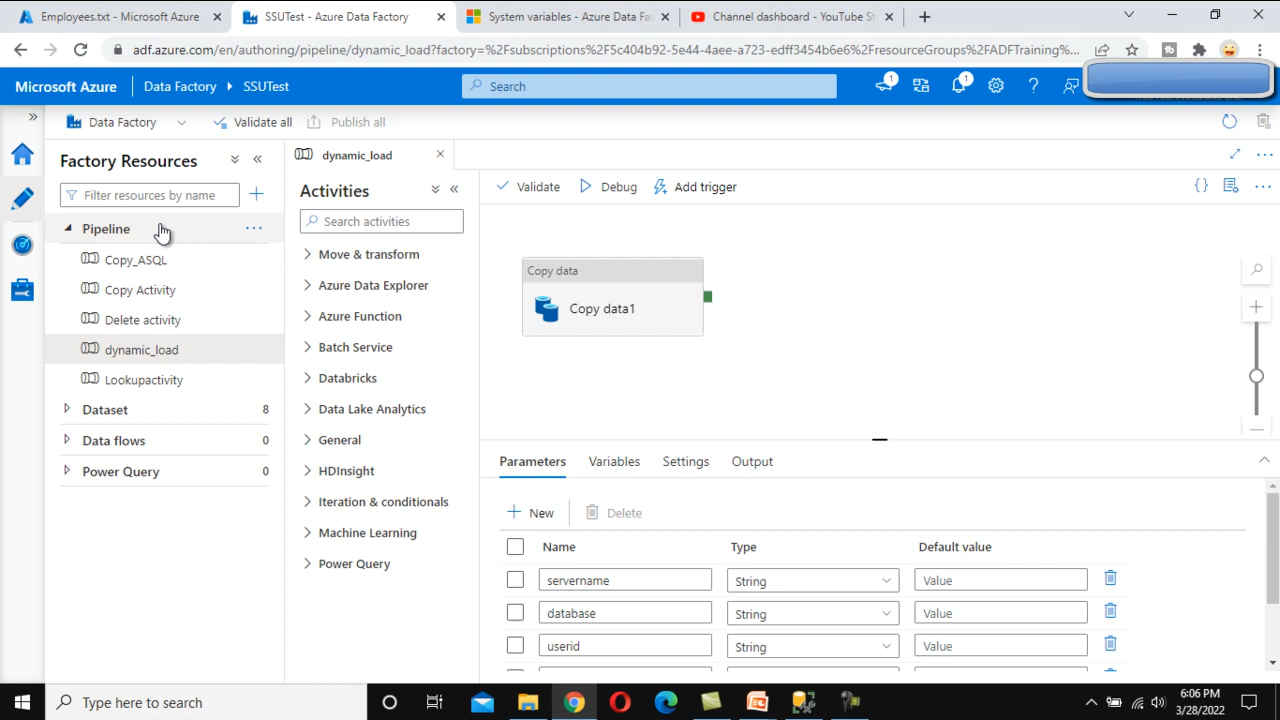 Employees.txt - Microsoft Azure
SSUTest - Azure Data Factory
System variables - Azure Data Fa
Channel dashboard - YouTube St
adf.azure.com/en/authoring/pipeline/dynamic_load?factory=%2Fsubscriptions%2F5c404b92-5e44-4aee-a723-edff3454b6e6%2FresourceGroups%2FADFTraining%...
Microsoft Azure
Data Factory
SSUTest
Search
1
1
Data Factory
Validate all
Publish all
Factory Resources
Filter resources by name
Pipeline
Copy_ASQL
Copy Activity
Delete activity
dynamic_load
Lookupactivity
Dataset 8
Data flows 0
Power Query 0
dynamic_load
Activities
Search activities
Move & transform
Azure Data Explorer
Azure Function
Batch Service
Databricks
Data Lake Analytics
General
HDInsight
Iteration & conditionals
Machine Learning
Power Query
Validate
Debug
Add trigger
Copy data
Copy data1
Parameters Variables Settings Output
New
Delete
Name Type Default value
servername String Value
database String Value
userid String Value
Type here to search
6:06 PM
3/28/2022